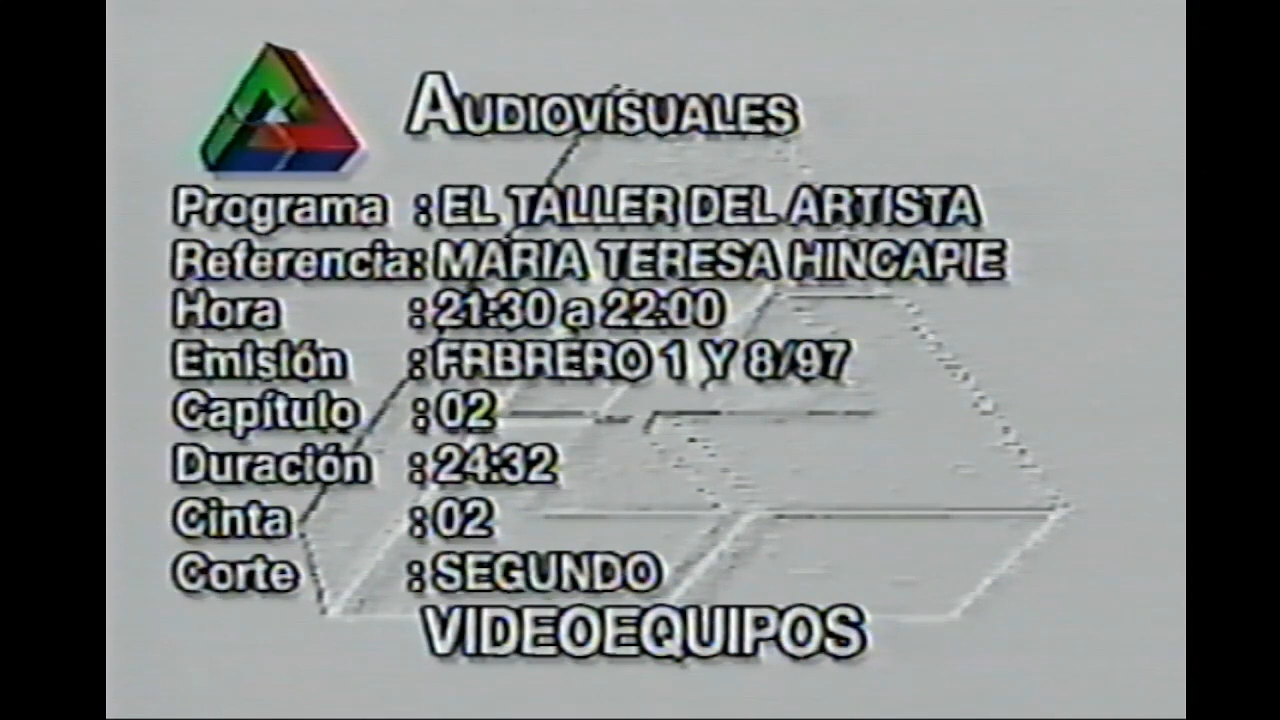 AUDIOVISUALES
Programa : EL TALLER DEL ARTISTA
Referencia: MARIA TERESA HINCAPIE
Hora : 21:30 a 22:00
Emisión : FRBRERO 1 Y 8/97
Capítulo : 02
Duración : 24:32
Cinta : 02
Corte : SEGUNDO
VIDEOEQUIPOS